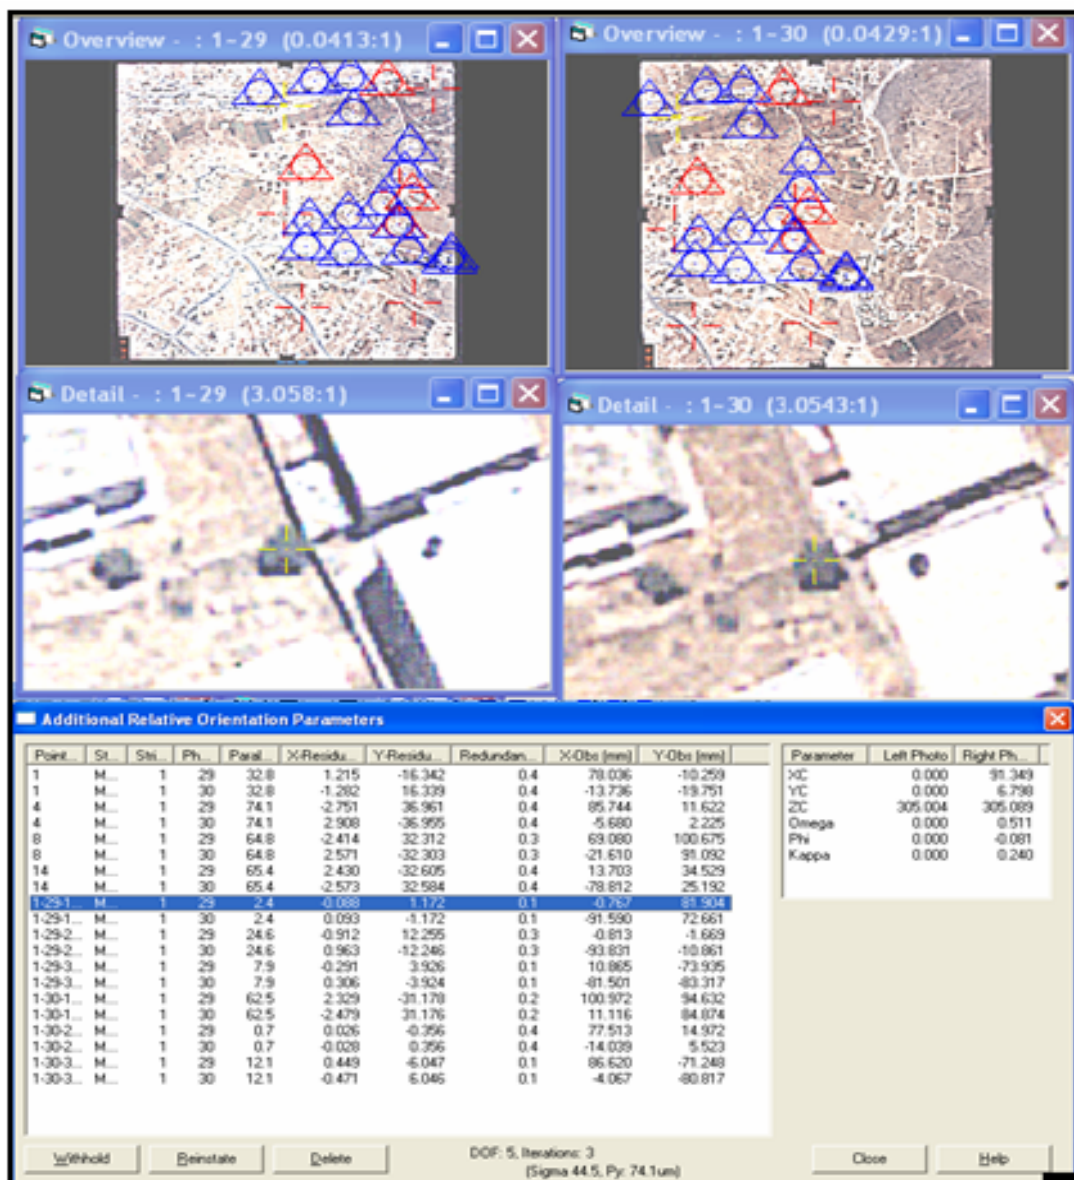 Overview - : 1-29 (0.0413:1)
Overview - : 1-30 (0.0429:1)
Detail - : 1-29 (3.058:1)
Detail - : 1-30 (3.0543:1)
Additional Relative Orientation Parameters
Point... St... Stri... Ph... Paral... X-Residu... Y-Residu... Redundan... X-Obs (mm) Y-Obs (mm)
1 M... 1 29 32.8 1.215 -16.342 0.4 78.036 -10.259
1 M... 1 30 32.8 -1.282 16.339 0.4 -13.736 -19.751
4 M... 1 29 74.1 -2.751 36.961 0.4 85.744 11.622
4 M... 1 30 74.1 2.908 -36.955 0.4 -5.680 2.225
8 M... 1 29 64.8 -2.414 32.312 0.3 69.080 100.675
8 M... 1 30 64.8 2.571 -32.303 0.3 -21.610 91.092
14 M... 1 29 65.4 2.430 -32.605 0.4 13.703 34.529
14 M... 1 30 65.4 -2.573 32.584 0.4 -78.812 25.192
1-29-1... M... 1 29 2.4 -0.088 1.172 0.1 -0.767 81.904
1-29-1... M... 1 30 2.4 0.093 -1.172 0.1 -91.590 72.661
1-29-2... M... 1 29 24.6 -0.912 12.255 0.3 -0.813 -1.669
1-29-2... M... 1 30 24.6 0.963 -12.246 0.3 -93.831 -10.861
1-29-3... M... 1 29 7.9 -0.291 3.926 0.1 10.865 -73.935
1-29-3... M... 1 30 7.9 0.306 -3.924 0.1 -81.501 -83.317
1-30-1... M... 1 29 62.5 2.329 -31.178 0.2 100.972 94.632
1-30-1... M... 1 30 62.5 -2.479 31.176 0.2 11.116 84.874
1-30-2... M... 1 29 0.7 0.026 -0.356 0.4 77.513 14.972
1-30-2... M... 1 30 0.7 -0.028 0.356 0.4 -14.039 5.523
1-30-3... M... 1 29 12.1 0.449 -6.047 0.1 86.620 -71.248
1-30-3... M... 1 30 12.1 -0.471 6.046 0.1 -4.067 -80.817
Parameter Left Photo Right Ph...
XC 0.000 91.349
YC 0.000 6.798
ZC 305.004 305.089
Omega 0.000 0.511
Phi 0.000 -0.081
Kappa 0.000 0.240
Withhold Reinstate Delete
DOF: 5, Iterations: 3
(Sigma 44.5, Py: 74.1um)
Close Help